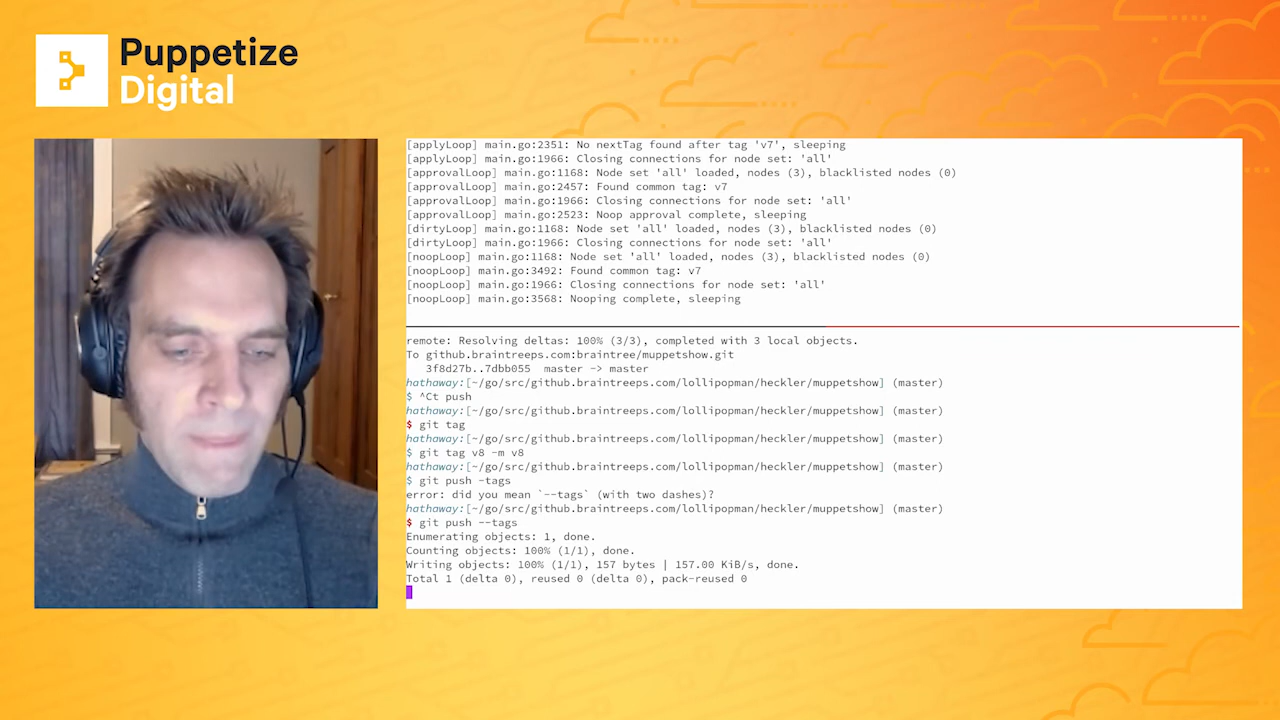 Puppetize
Digital
[applyLoop] main.go:2351: No nextTag found after tag 'v7', sleeping
[applyLoop] main.go:1966: Closing connections for node set: 'all'
[approvalLoop] main.go:1168: Node set 'all' loaded, nodes (3), blacklisted nodes (0)
[approvalLoop] main.go:2457: Found common tag: v7
[approvalLoop] main.go:1966: Closing connections for node set: 'all'
[approvalLoop] main.go:2523: Noop approval complete, sleeping
[dirtyLoop] main.go:1168: Node set 'all' loaded, nodes (3), blacklisted nodes (0)
[dirtyLoop] main.go:1966: Closing connections for node set: 'all'
[noopLoop] main.go:1168: Node set 'all' loaded, nodes (3), blacklisted nodes (0)
[noopLoop] main.go:3492: Found common tag: v7
[noopLoop] main.go:1966: Closing connections for node set: 'all'
[noopLoop] main.go:3568: Nooping complete, sleeping
remote: Resolving deltas: 100% (3/3), completed with 3 local objects.
To github.braintreeps.com:braintree/muppetshow.git
3f8d27b..7dbb055 master -> master
hathaway:[~/go/src/github.braintreeps.com/lollipopman/heckler/muppetshow] (master)
$ ^Ct push
hathaway:[~/go/src/github.braintreeps.com/lollipopman/heckler/muppetshow] (master)
$ git tag
hathaway:[~/go/src/github.braintreeps.com/lollipopman/heckler/muppetshow] (master)
$ git tag v8 -m v8
hathaway:[~/go/src/github.braintreeps.com/lollipopman/heckler/muppetshow] (master)
$ git push -tags
error: did you mean `--tags` (with two dashes)?
hathaway:[~/go/src/github.braintreeps.com/lollipopman/heckler/muppetshow] (master)
$ git push --tags
Enumerating objects: 1, done.
Counting objects: 100% (1/1), done.
Writing objects: 100% (1/1), 157 bytes | 157.00 KiB/s, done.
Total 1 (delta 0), reused 0 (delta 0), pack-reused 0